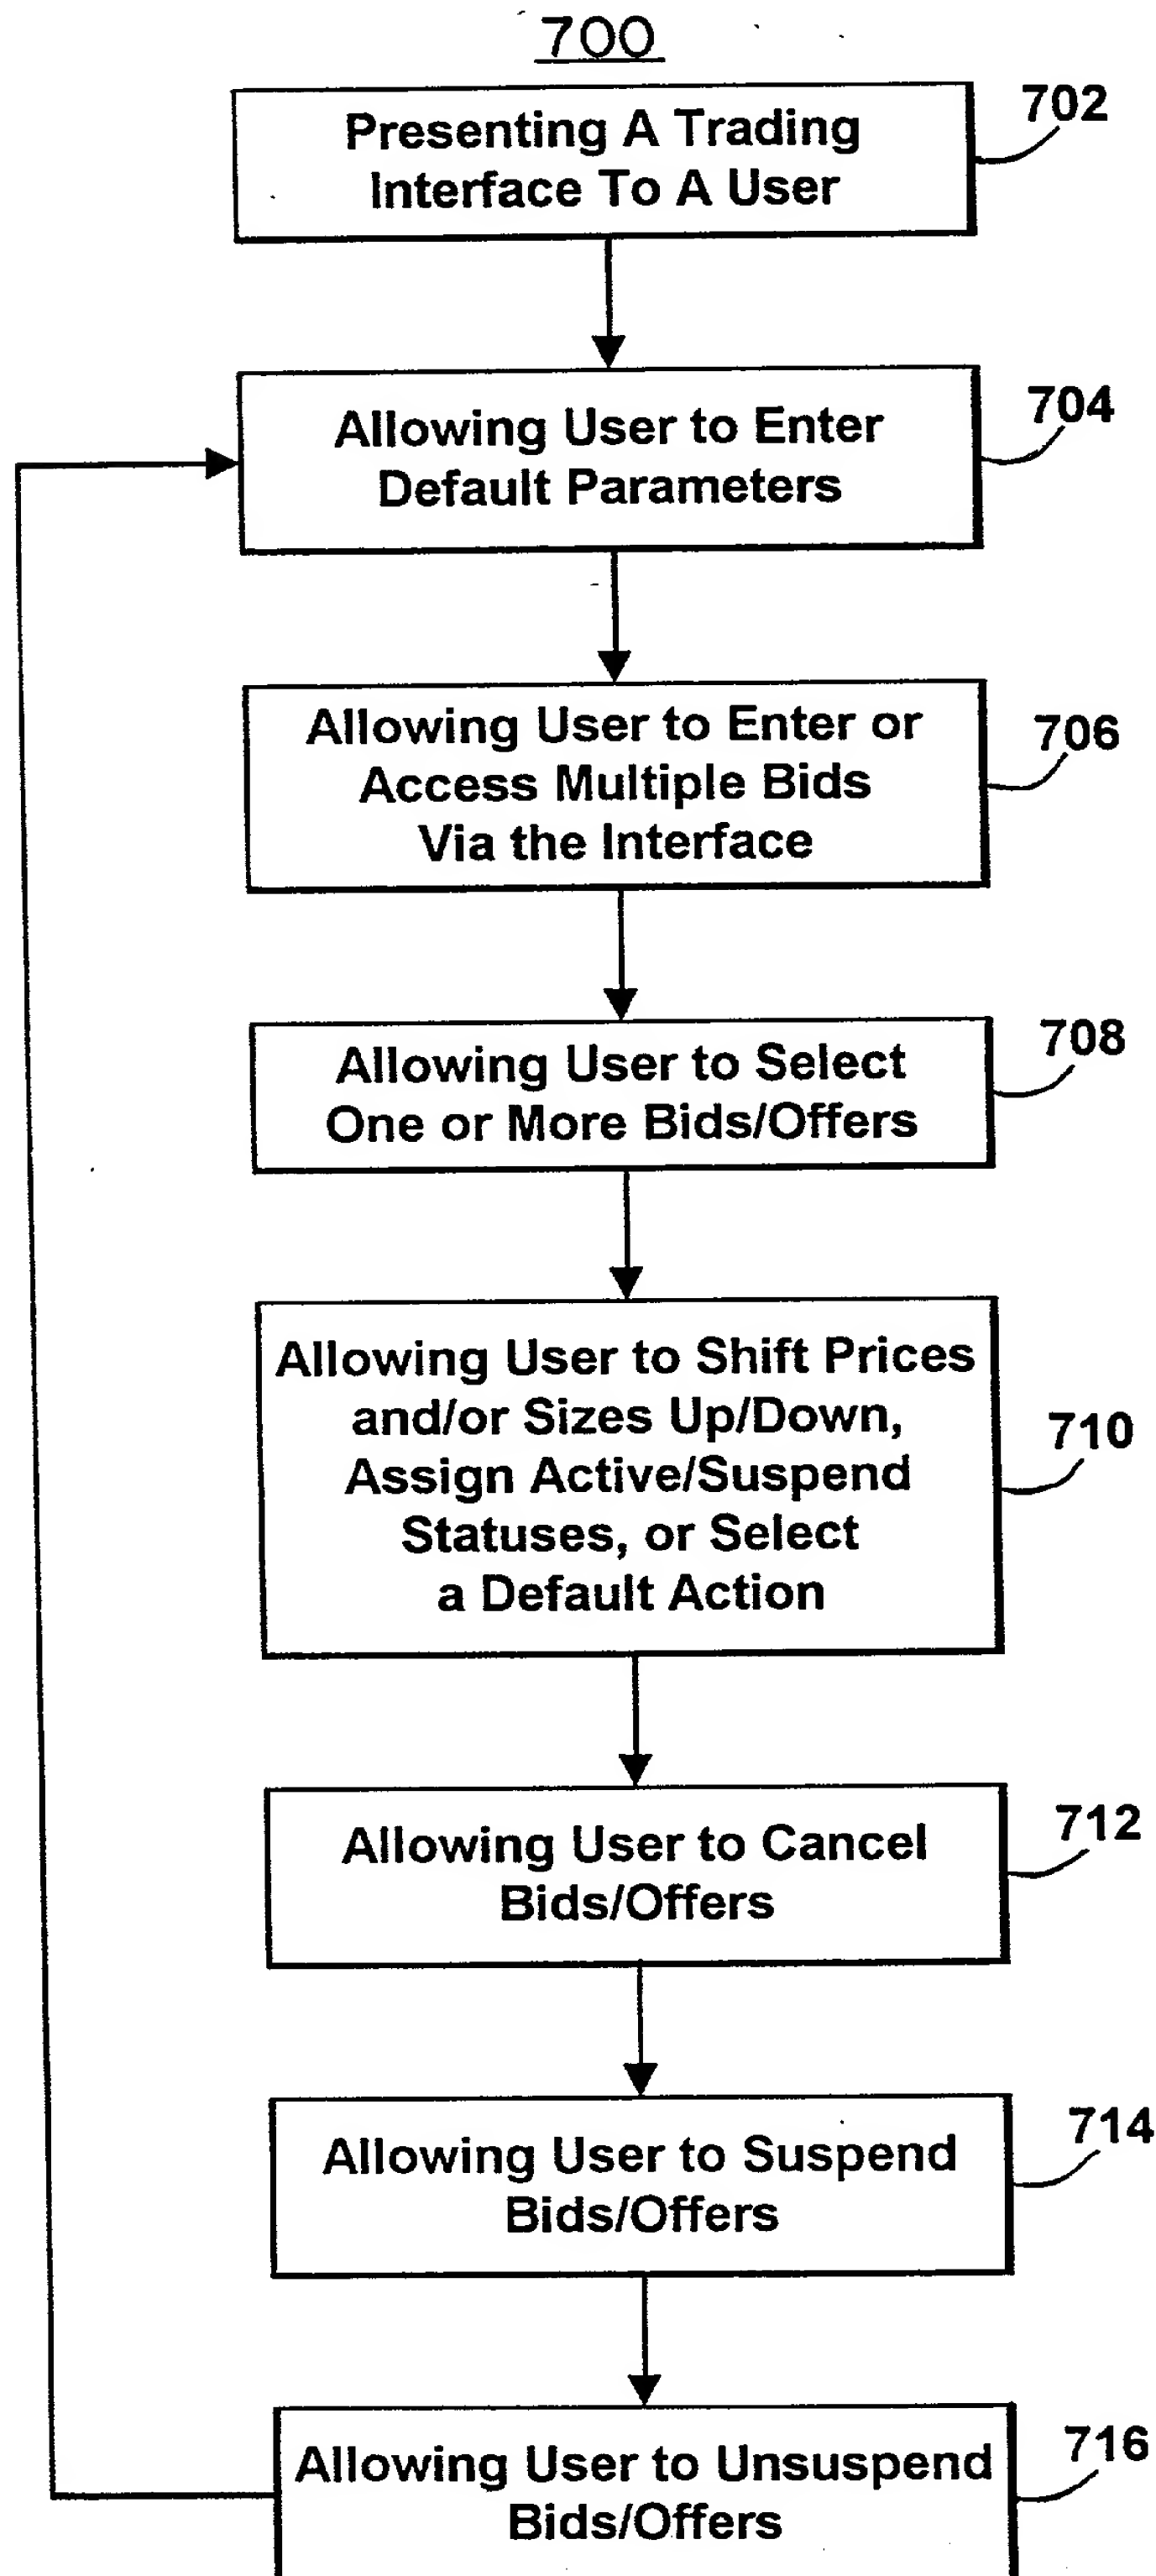 700
Presenting A Trading
Interface To A User
702
Allowing User to Enter
Default Parameters
704
Allowing User to Enter or
Access Multiple Bids
Via the Interface
706
Allowing User to Select
One or More Bids/Offers
708
Allowing User to Shift Prices
and/or Sizes Up/Down,
Assign Active/Suspend
Statuses, or Select
a Default Action
710
Allowing User to Cancel
Bids/Offers
712
Allowing User to Suspend
Bids/Offers
714
Allowing User to Unsuspend
Bids/Offers
716